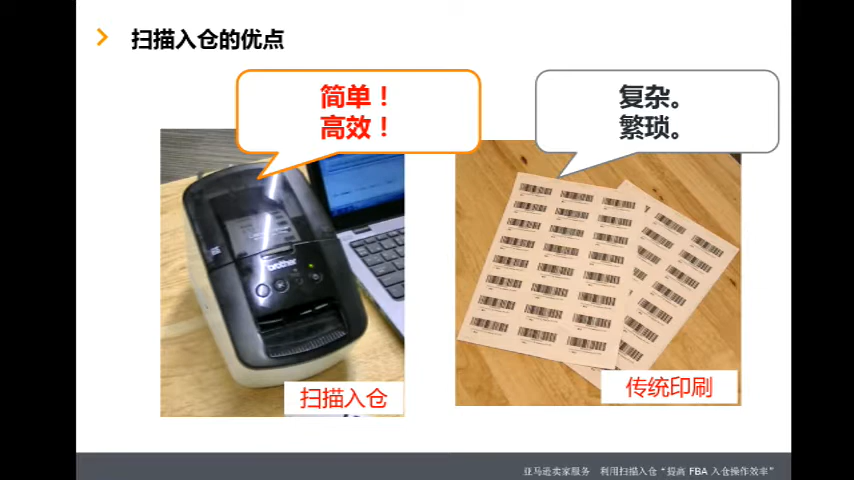 扫描入仓的优点
简单！
高效！
复杂。
繁琐。
brother
扫描入仓
传统印刷
亚马逊卖家服务 利用扫描入仓“提高 FBA 入仓操作效率”